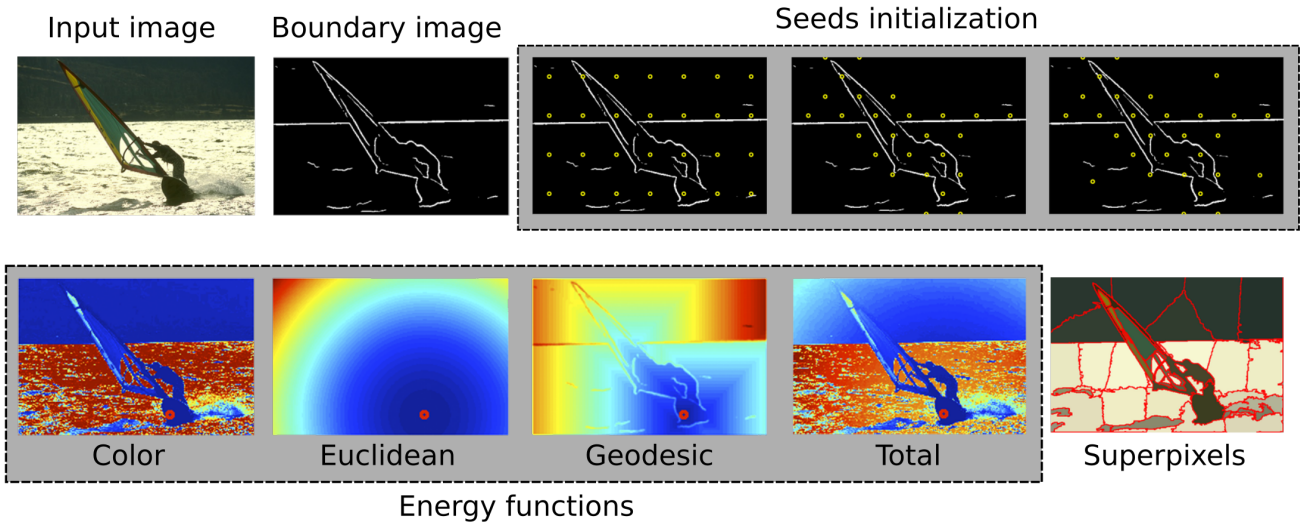 Input image
Boundary image
Seeds initialization
Color
Euclidean
Geodesic
Total
Superpixels
Energy functions